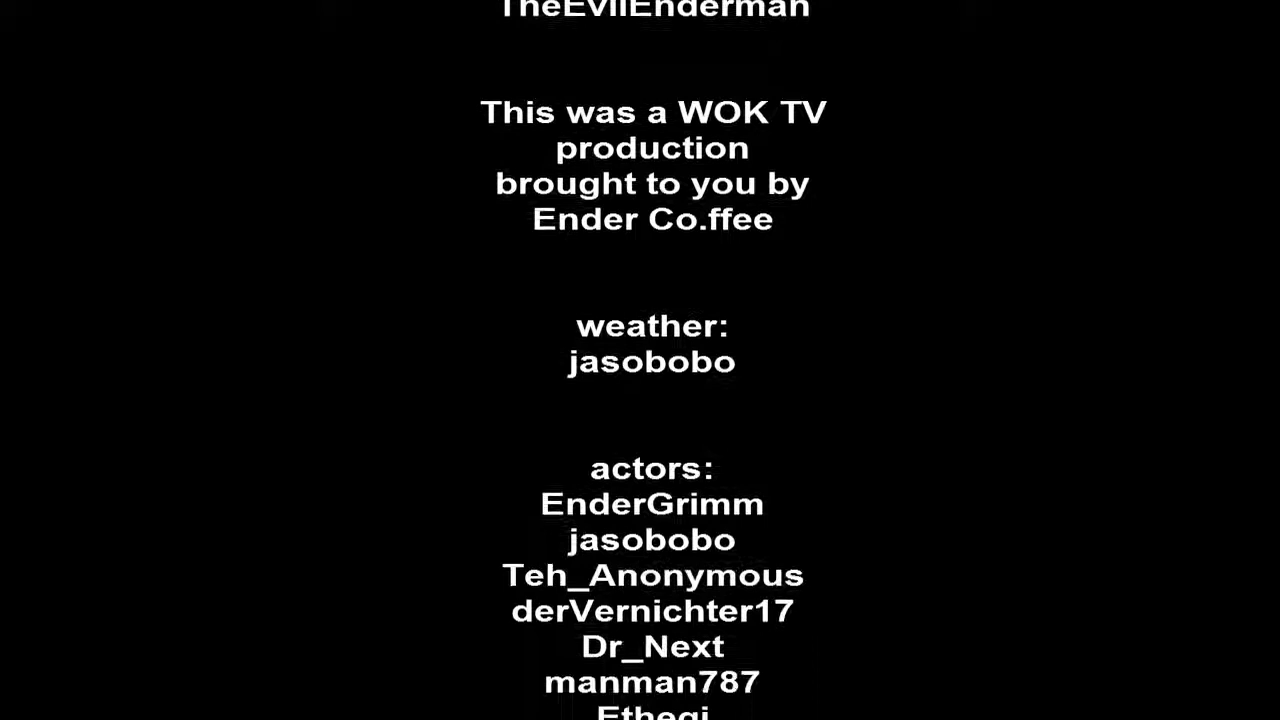 TheEvilEnderman
This was a WOK TV
production
brought to you by
Ender Co.ffee
weather:
jasobobo
actors:
EnderGrimm
jasobobo
Teh_Anonymous
derVernichter17
Dr_Next
manman787